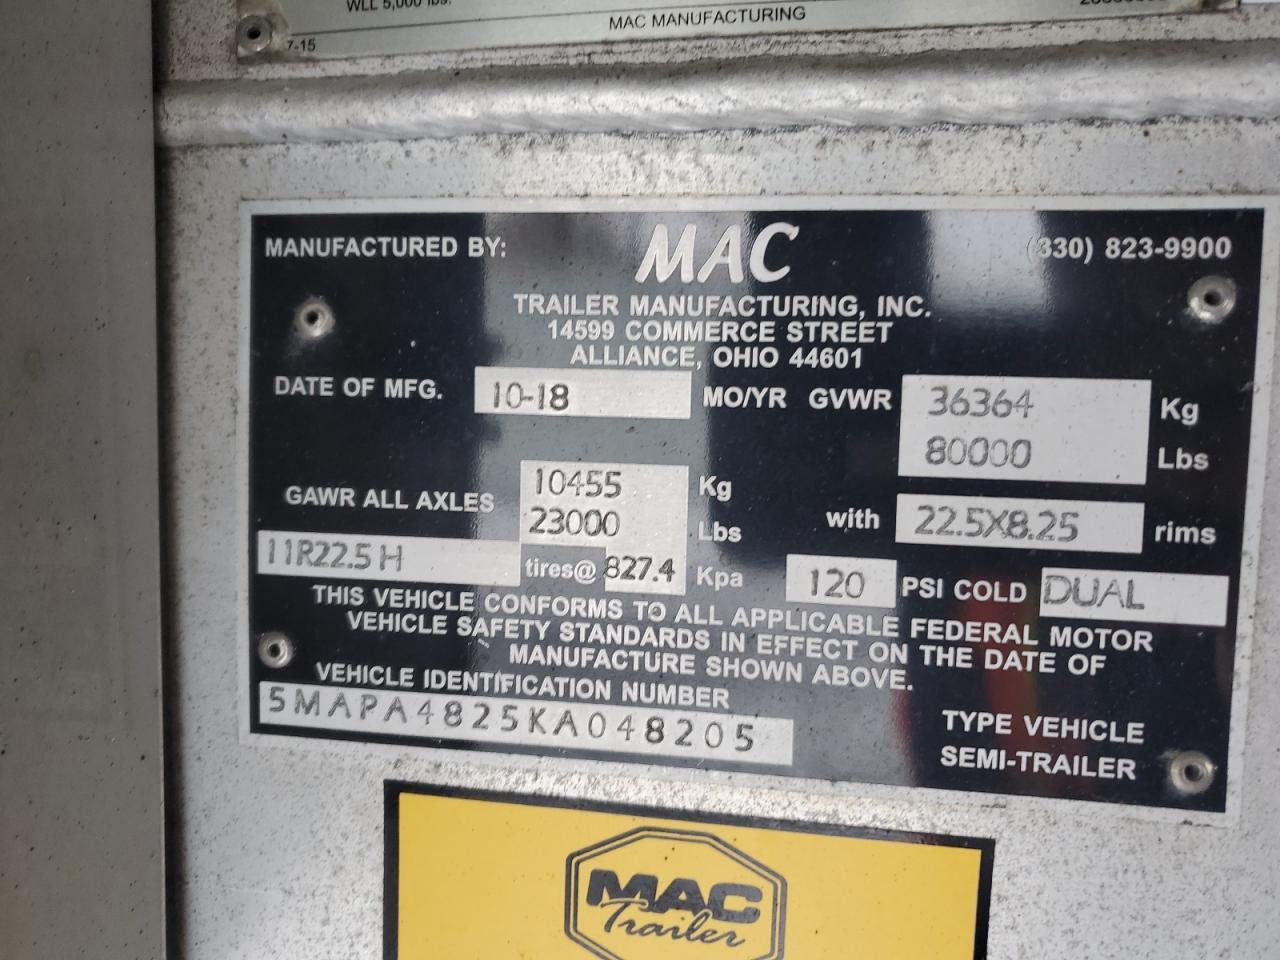 WLL 5,000 lbs.
MAC MANUFACTURING
7-15
MANUFACTURED BY: MAC (330) 823-9900
TRAILER MANUFACTURING, INC.
14599 COMMERCE STREET
ALLIANCE, OHIO 44601
DATE OF MFG. 10-18 MO/YR GVWR 36364 Kg
80000 Lbs
GAWR ALL AXLES 10455 Kg
23000 Lbs with 22.5X8.25 rims
11R22.5 H tires@ 827.4 Kpa 120 PSI COLD DUAL
THIS VEHICLE CONFORMS TO ALL APPLICABLE FEDERAL MOTOR
VEHICLE SAFETY STANDARDS IN EFFECT ON THE DATE OF
MANUFACTURE SHOWN ABOVE.
VEHICLE IDENTIFICATION NUMBER
5MAPA4825KA048205
TYPE VEHICLE
SEMI-TRAILER
MAC
Trailer